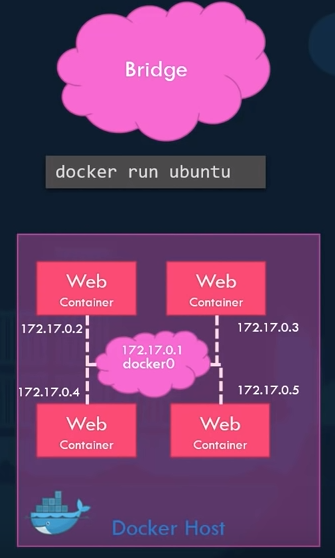 Bridge
docker run ubuntu
Web
Container
Web
Container
172.17.0.2
172.17.0.3
172.17.0.1
docker0
172.17.0.4
172.17.0.5
Web
Container
Web
Container
Docker Host